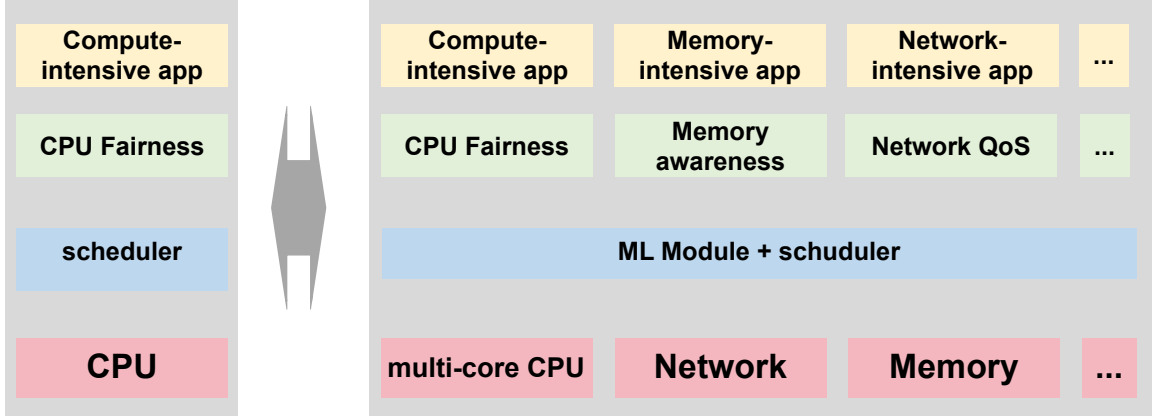 Compute-
intensive app
CPU Fairness
scheduler
CPU
Compute-
intensive app
Memory-
intensive app
Network-
intensive app
...
CPU Fairness
Memory
awareness
Network QoS
...
ML Module + schuduler
multi-core CPU
Network
Memory
...